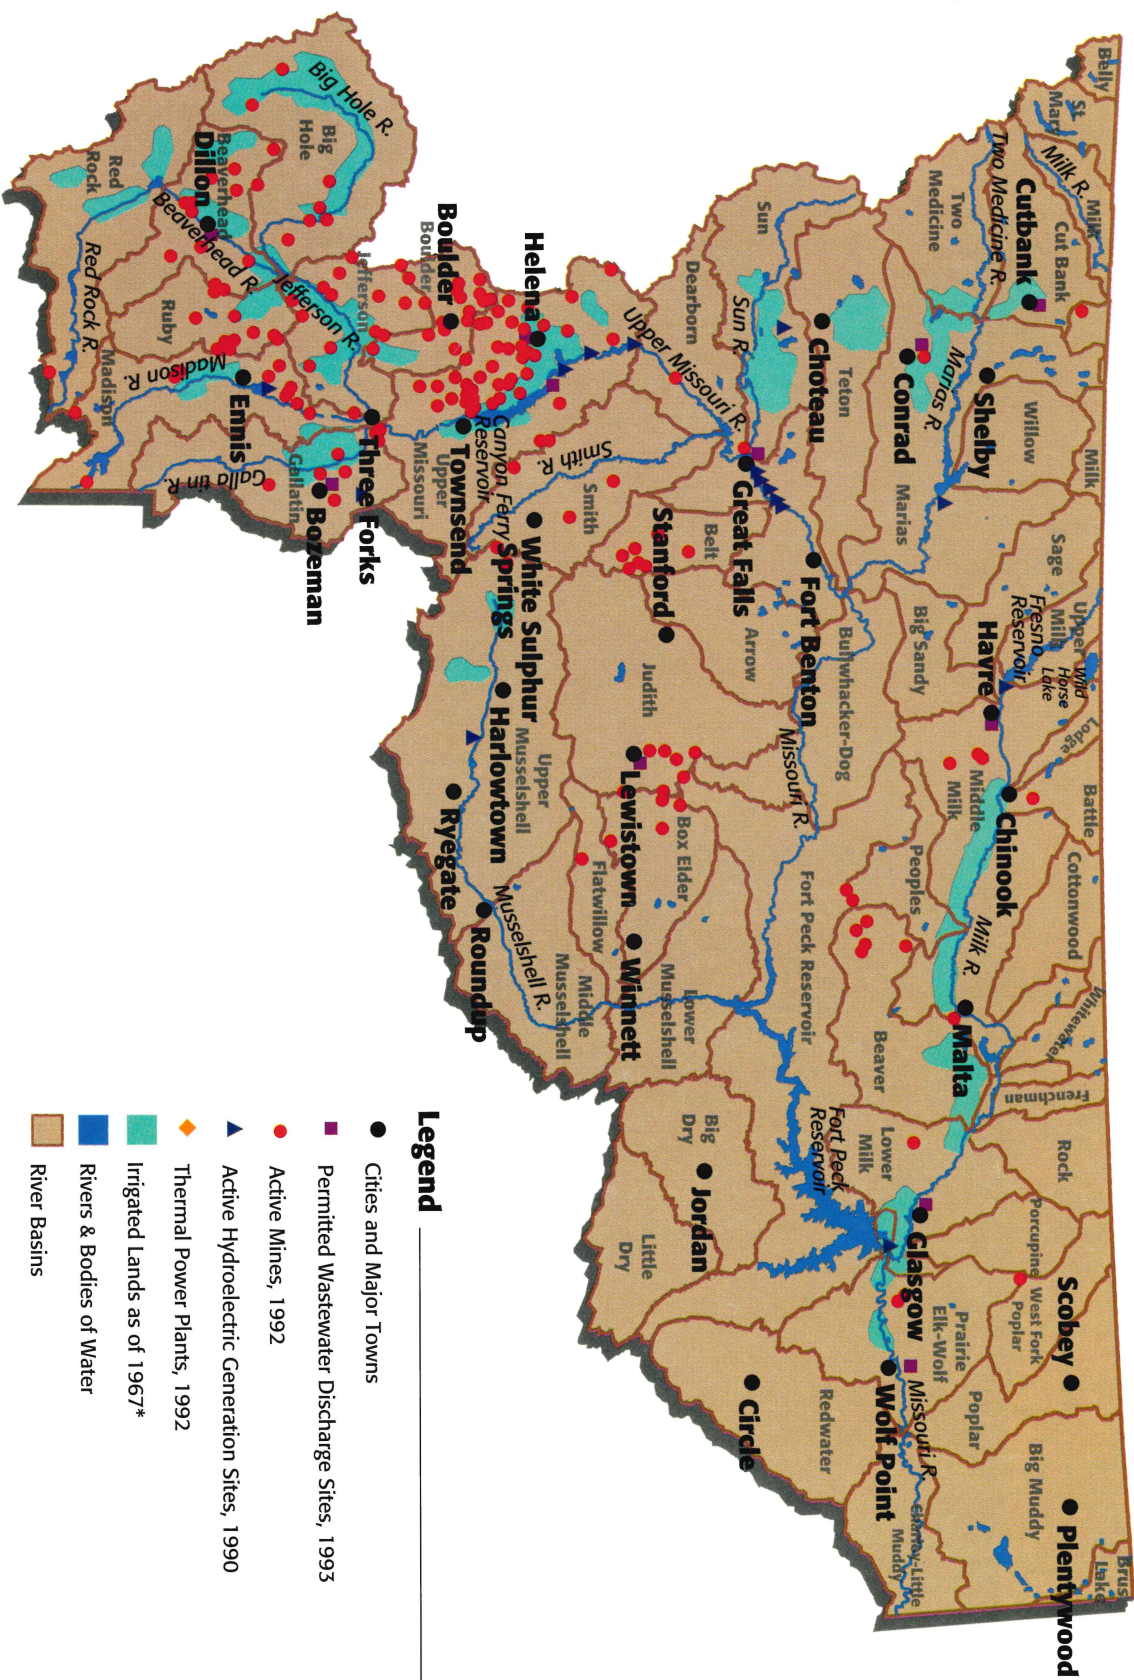 Belly
St
Mary
Milk R.
Milk
Cut Bank
Cutbank
Two Medicine R.
Two
Medicine
Sun
Dearborn
Sun R.
Choteau
Teton
Conrad
Marias R.
Shelby
Willow
Milk
Marias
Sage
Fresno
Reservoir
Upper
Milk
Wild
Horse
Lake
Lodge
Havre
Big Sandy
Battle
Chinook
Middle
Milk
Cottonwood
Peoples
Milk R.
Whitewater
Malta
Frenchman
Beaver
Rock
Lower
Milk
Porcupine
Glasgow
West Fork
Poplar
Scobey
Prairie
Elk-Wolf
Poplar
Wolf Point
Missouri R.
Big Muddy
Plentywood
Brush
Lake
Charley-Little
Muddy
Redwater
Circle
Fort Peck
Reservoir
Big
Dry
Jordan
Little
Dry
Fort Peck Reservoir
Missouri R.
Bullwhacker-Dog
Fort Benton
Arrow
Great Falls
Belt
Stanford
Judith
Lewistown
Box Elder
Flatwillow
Winnett
Lower
Musselshell
Middle
Musselshell
Musselshell R.
Roundup
Ryegate
Harlowtown
Upper
Musselshell
White Sulphur
Springs
Smith
Smith R.
Upper Missouri R.
Helena
Canyon Ferry
Reservoir
Townsend
Upper
Missouri
Boulder
Boulder
Three Forks
Bozeman
Gallatin
Gallatin R.
Ennis
Madison R.
Madison
Jefferson
Jefferson R.
Ruby
Big Hole R.
Big
Hole
Beaverhead
Dillon
Beaverhead R.
Red
Rock
Red Rock R.
Legend
Cities and Major Towns
Permitted Wastewater Discharge Sites, 1993
Active Mines, 1992
Active Hydroelectric Generation Sites, 1990
Thermal Power Plants, 1992
Irrigated Lands as of 1967*
Rivers & Bodies of Water
River Basins